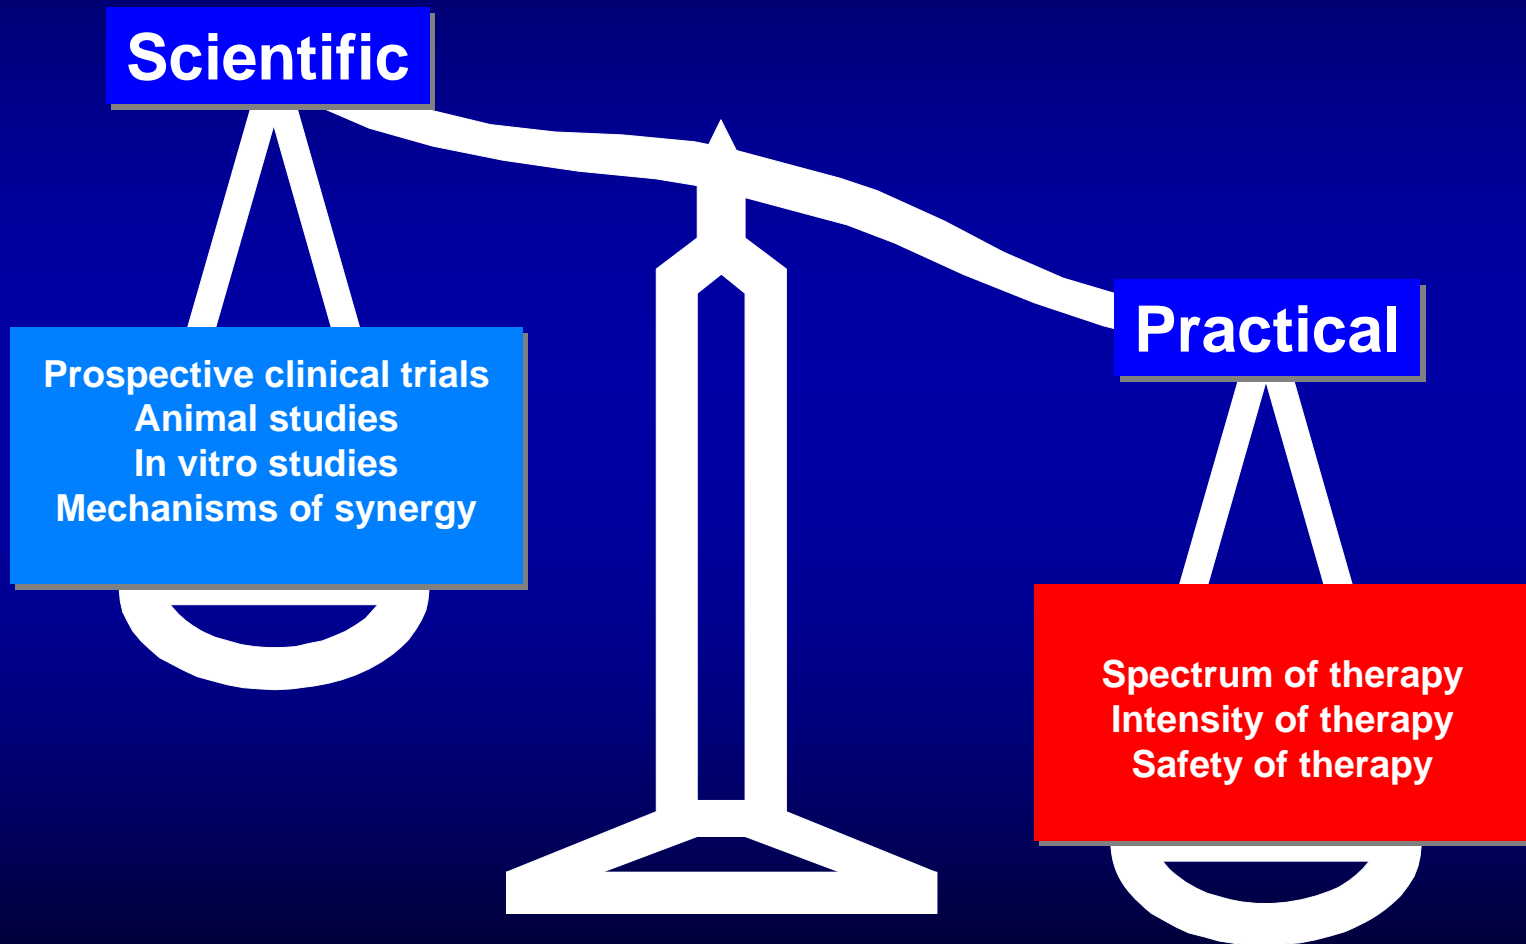 Scientific
Prospective clinical trials
Animal studies
In vitro studies
Mechanisms of synergy
Practical
Spectrum of therapy
Intensity of therapy
Safety of therapy